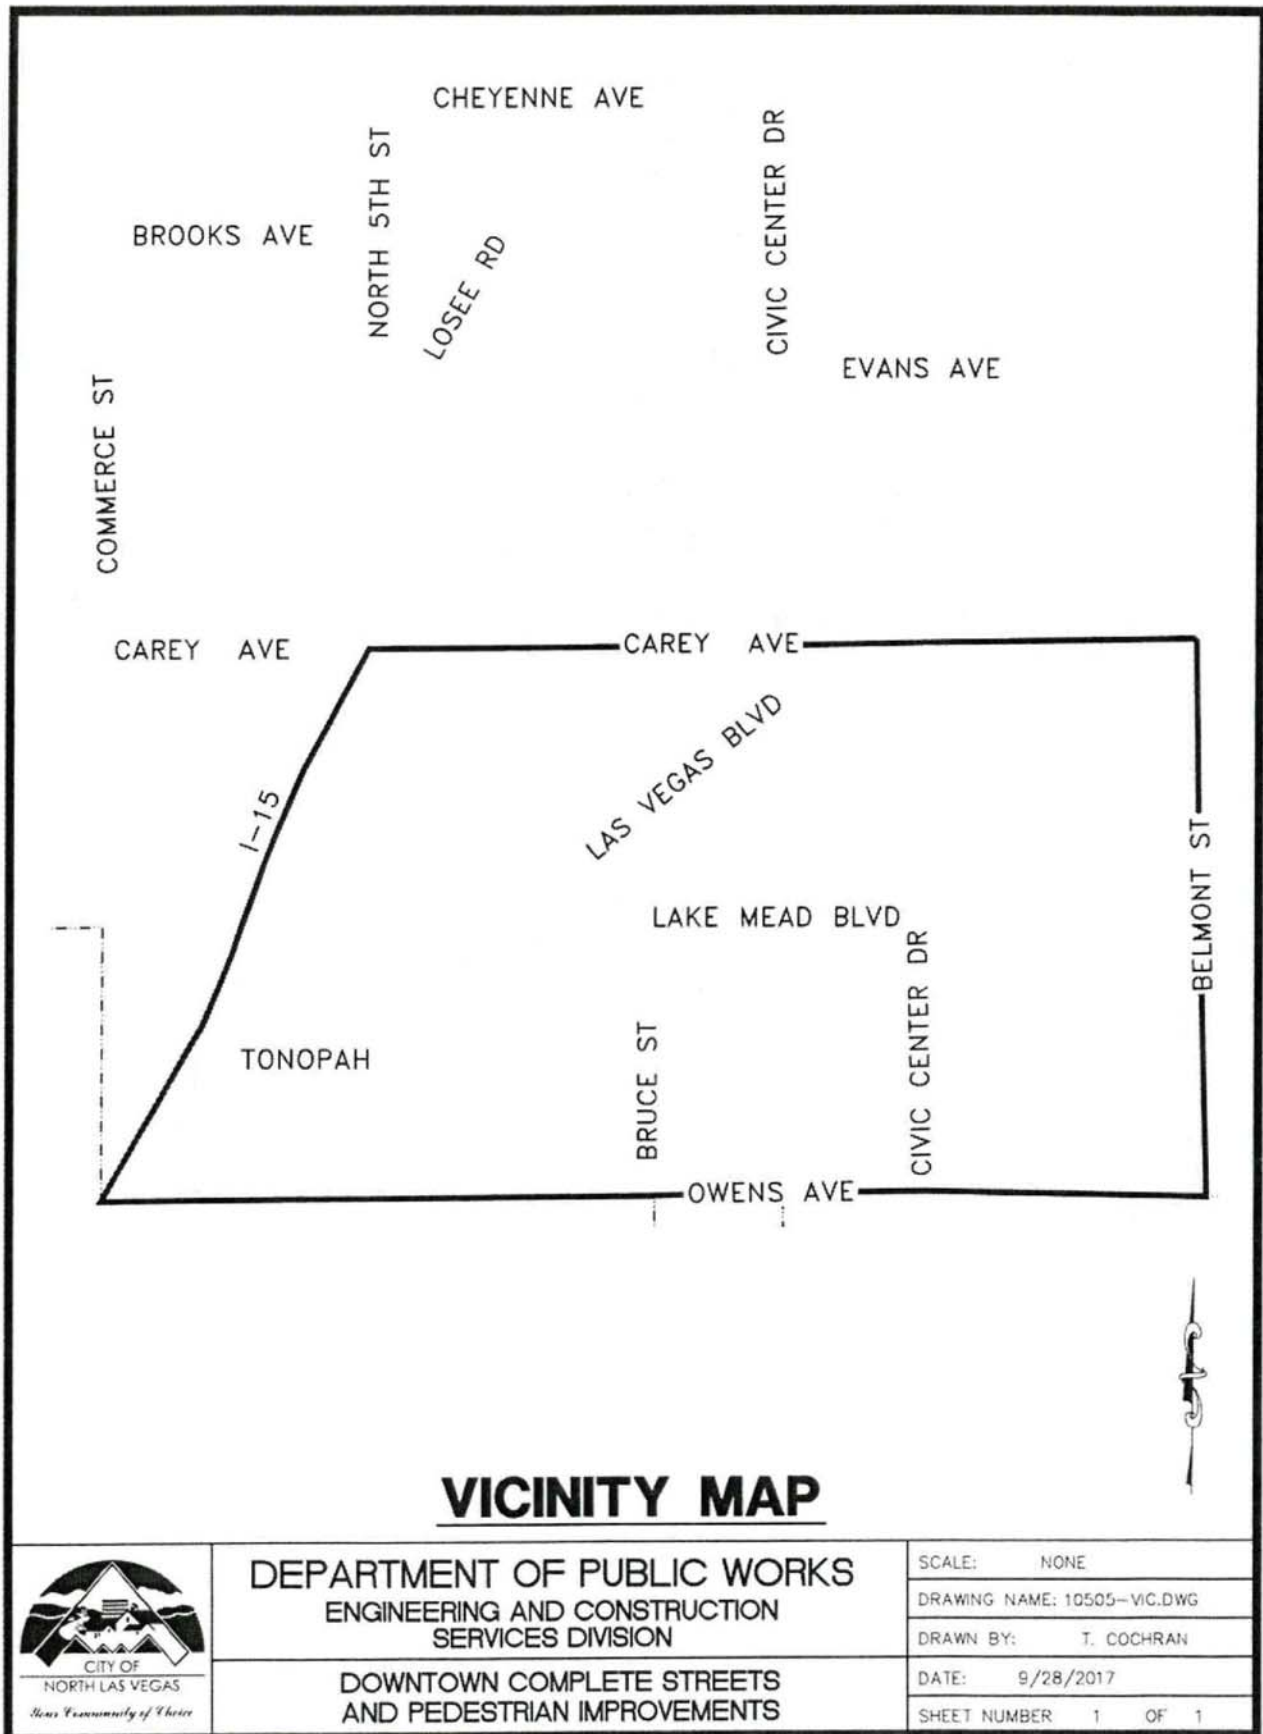 CHEYENNE AVE
NORTH 5TH ST
CIVIC CENTER DR
BROOKS AVE
LOSEE RD
EVANS AVE
COMMERCE ST
CAREY AVE
CAREY AVE
LAS VEGAS BLVD
I-15
BELMONT ST
LAKE MEAD BLVD
CIVIC CENTER DR
BRUCE ST
TONOPAH
OWENS AVE
VICINITY MAP
CITY OF
NORTH LAS VEGAS
Your Community of Choice
DEPARTMENT OF PUBLIC WORKS
ENGINEERING AND CONSTRUCTION
SERVICES DIVISION
DOWNTOWN COMPLETE STREETS
AND PEDESTRIAN IMPROVEMENTS
SCALE: NONE
DRAWING NAME: 10505-VIC.DWG
DRAWN BY: T. COCHRAN
DATE: 9/28/2017
SHEET NUMBER 1 OF 1